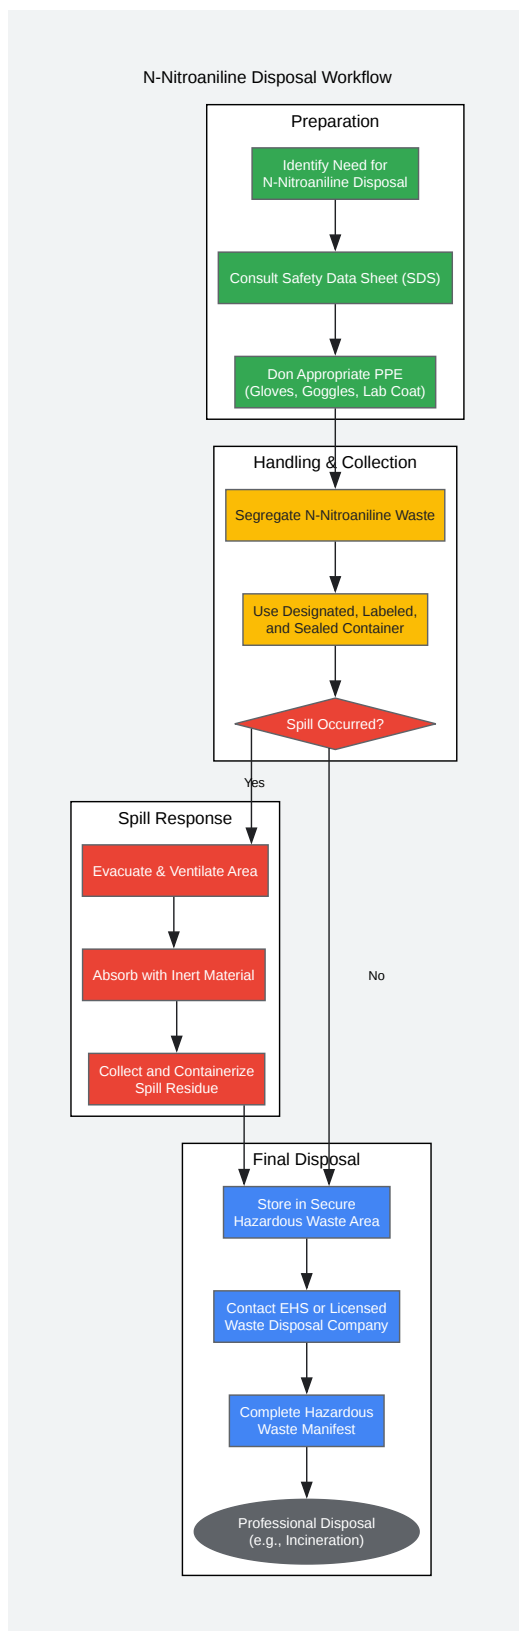 N-Nitroaniline Disposal Workflow
Preparation
Identify Need for
N-Nitroaniline Disposal
Consult Safety Data Sheet (SDS)
Don Appropriate PPE
(Gloves, Goggles, Lab Coat)
Handling & Collection
Segregate N-Nitroaniline Waste
Use Designated, Labeled,
and Sealed Container
Spill Occurred?
Yes
Spill Response
Evacuate & Ventilate Area
Absorb with Inert Material
No
Collect and Containerize
Spill Residue
Final Disposal
Store in Secure
Hazardous Waste Area
Contact EHS or Licensed
Waste Disposal Company
Complete Hazardous
Waste Manifest
Professional Disposal
(e.g., Incineration)